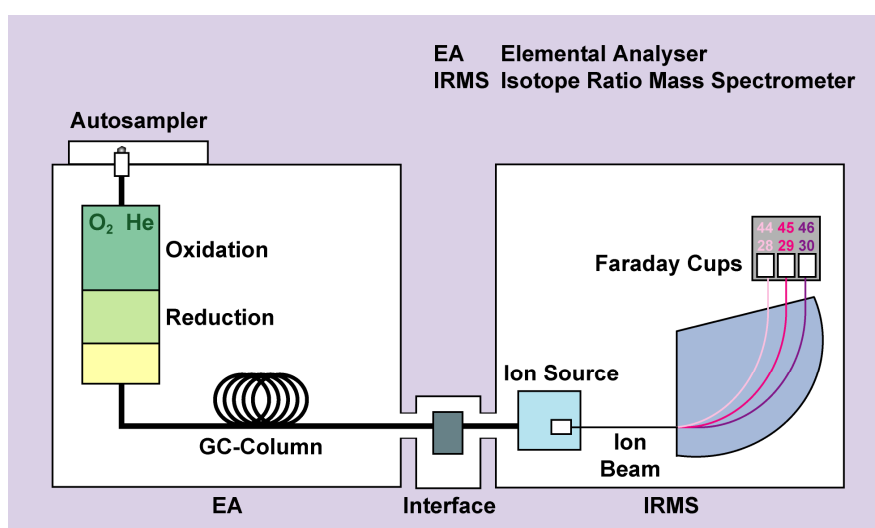 EA Elemental Analyser
IRMS Isotope Ratio Mass Spectrometer
Autosampler
O₂ He
Oxidation
Reduction
GC-Column
EA
Interface
Ion Source
Ion
Beam
Faraday Cups
44 45 46
28 29 30
IRMS